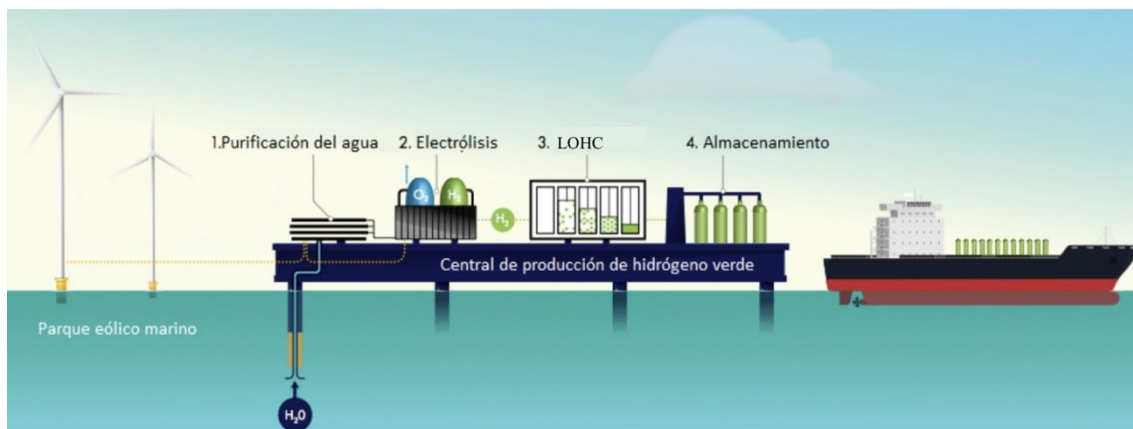 1.Purificación del agua
2. Electrólisis
3. LOHC
4. Almacenamiento
O₂
H₂
H₂
Central de producción de hidrógeno verde
Parque eólico marino
H₂O